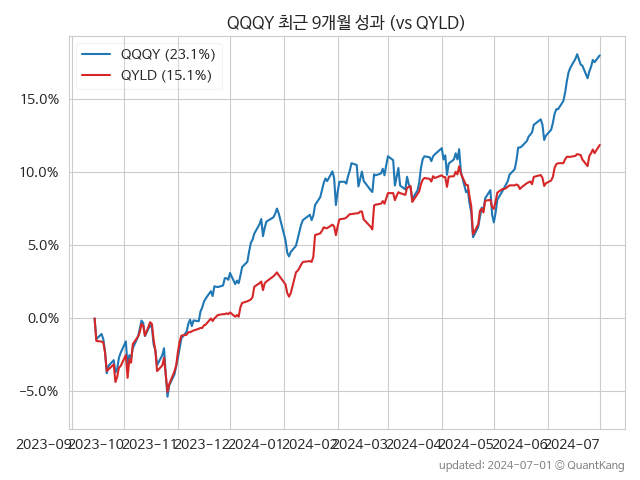 QQQY 최근 9개월 성과 (vs QYLD)
QQQY (23.1%)
QYLD (15.1%)
15.0%
10.0%
5.0%
0.0%
−5.0%
2023-09 2023-10 2023-11 2023-12 2024-01 2024-02 2024-03 2024-04 2024-05 2024-06 2024-07
updated: 2024-07-01 © QuantKang